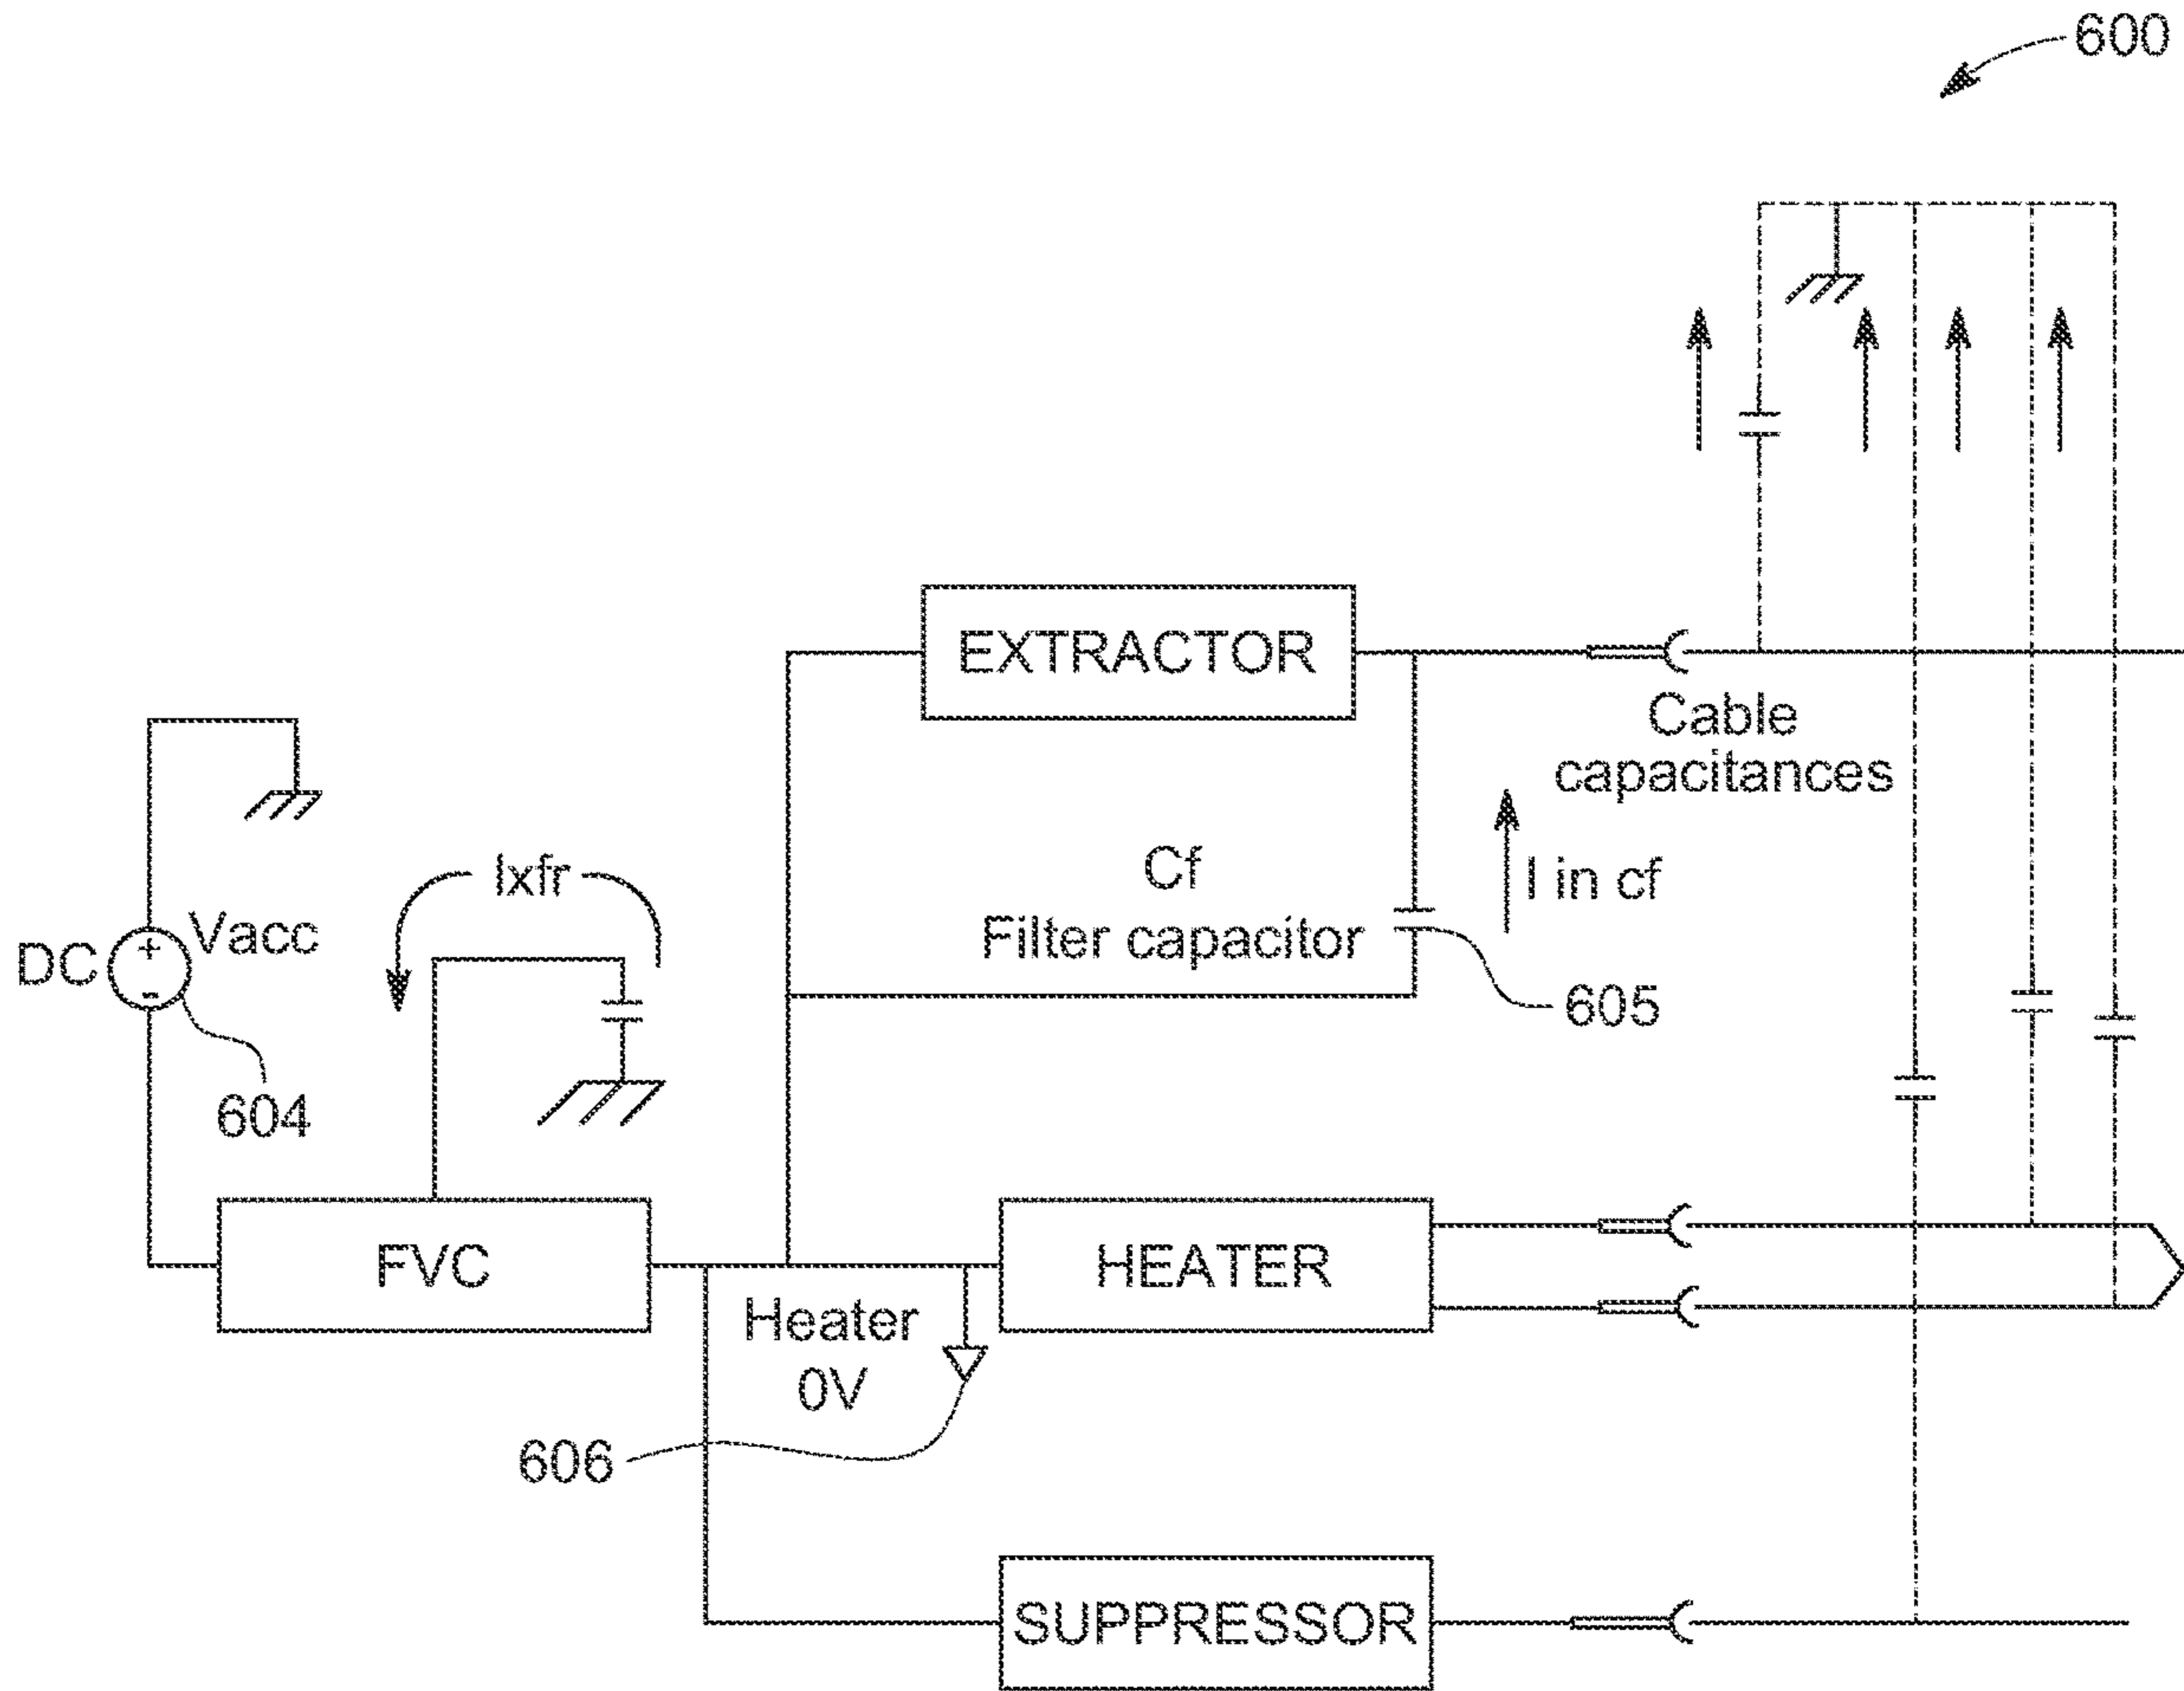 600
EXTRACTOR
Cable
capacitances
Ixfr
Cf
Filter capacitor
I in cf
DC
+
-
Vacc
605
604
FVC
HEATER
Heater
0V
606
SUPPRESSOR